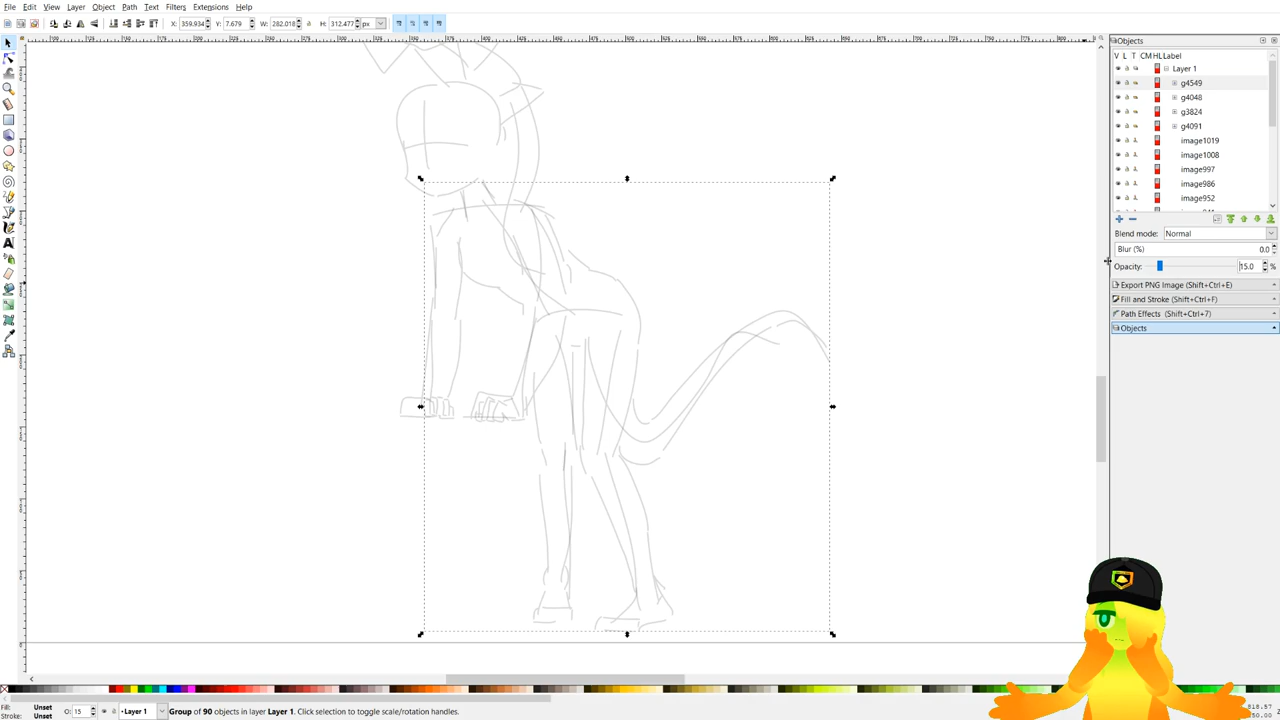 File Edit View Layer Object Path Text Filters Extensions Help
X: 359.934 Y: 7.679 W: 282.018 H: 312.477 px
Objects
V L T CM HL Label
Layer 1
g4549
g4048
g3824
g4091
image1019
image1008
image997
image986
image952
Blend mode: Normal
Blur (%) 0.0
Opacity: 15.0 %
Export PNG Image (Shift+Ctrl+E)
Fill and Stroke (Shift+Ctrl+F)
Path Effects (Shift+Ctrl+7)
Objects
Fill: Unset
Stroke: Unset
O: 15
Layer 1
Group of 90 objects in layer Layer 1. Click selection to toggle scale/rotation handles.